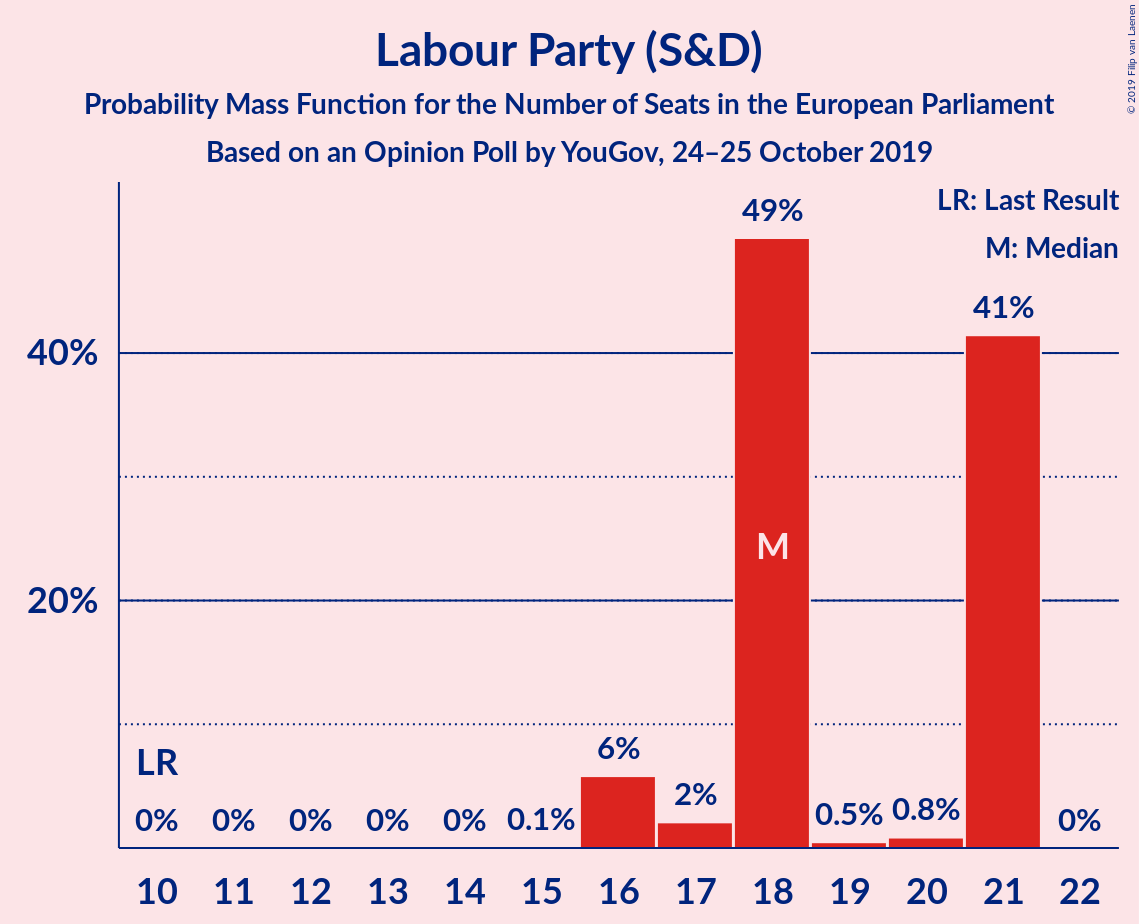 Labour Party (S&D)
Probability Mass Function for the Number of Seats in the European Parliament
Based on an Opinion Poll by YouGov, 24–25 October 2019
© 2019 Filip van Laenen
LR: Last Result
M: Median
49%
41%
40%
M
20%
LR
6%
2%
0% 0% 0% 0% 0% 0.1% 0.5% 0.8% 0%
10 11 12 13 14 15 16 17 18 19 20 21 22